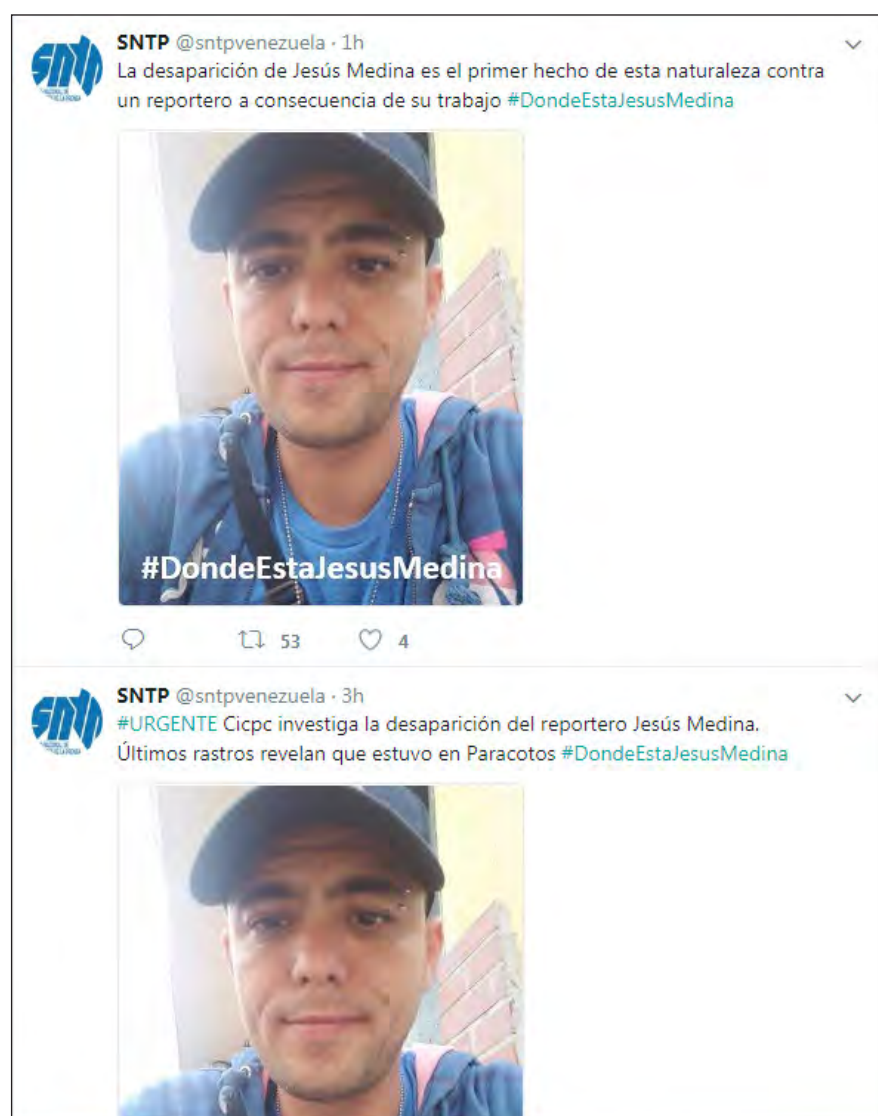 SNTP @sntpvenezuela · 1h
La desaparición de Jesús Medina es el primer hecho de esta naturaleza contra
un reportero a consecuencia de su trabajo #DondeEstaJesusMedina
sntp
#DondeEstaJesusMedina
53 4
SNTP @sntpvenezuela · 3h
#URGENTE Cicpc investiga la desaparición del reportero Jesús Medina.
Últimos rastros revelan que estuvo en Paracotos #DondeEstaJesusMedina
sntp